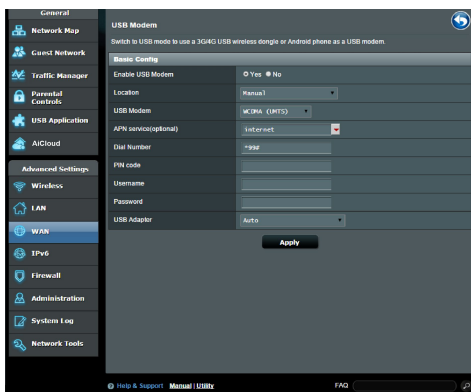 General
Network Map
Guest Network
Traffic Manager
Parental
Controls
USB Application
AiCloud
Advanced Settings
Wireless
LAN
WAN
IPv6
Firewall
Administration
System Log
Network Tools
USB Modem
Switch to USB mode to use a 3G/4G USB wireless dongle or Android phone as a USB modem.
Basic Config
Enable USB Modem Yes No
Location Manual
USB Modem WCDMA (UMTS)
APN service(optional) internet
Dial Number *99#
PIN code
Username
Password
USB Adapter Auto
Apply
Help & Support Manual | Utility FAQ